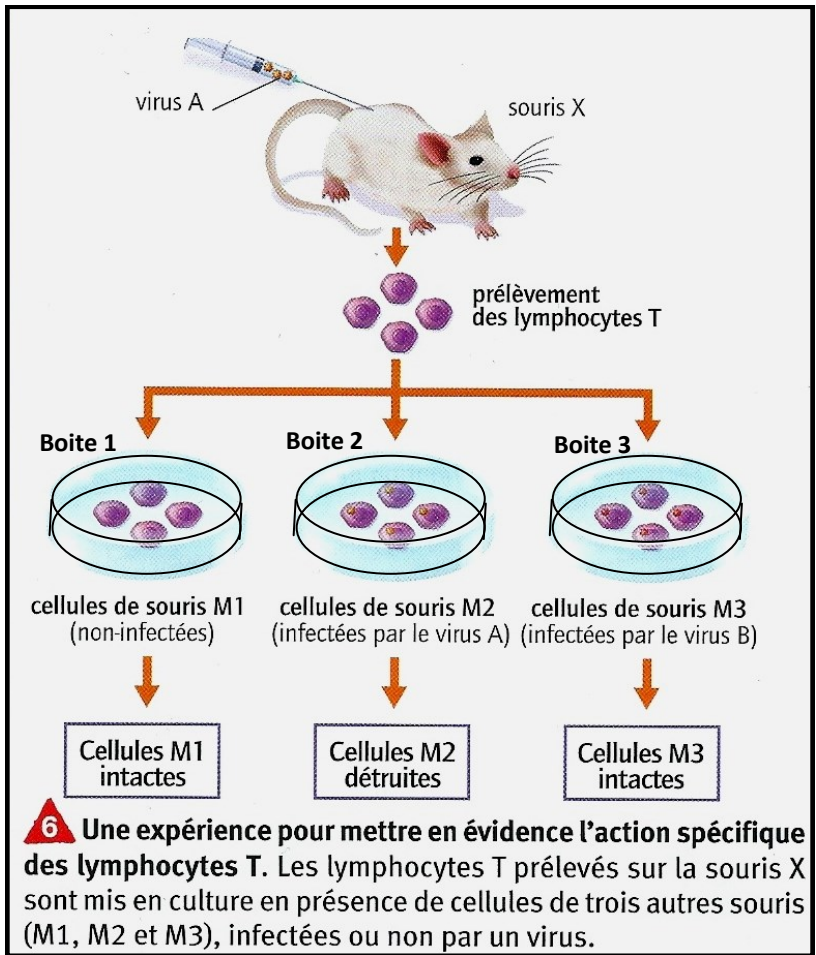 virus A
souris X
prélèvement
des lymphocytes T
Boite 1
Boite 2
Boite 3
cellules de souris M1
(non-infectées)
cellules de souris M2
(infectées par le virus A)
cellules de souris M3
(infectées par le virus B)
Cellules M1
intactes
Cellules M2
détruites
Cellules M3
intactes
6 Une expérience pour mettre en évidence l'action spécifique
des lymphocytes T. Les lymphocytes T prélevés sur la souris X
sont mis en culture en présence de cellules de trois autres souris
(M1, M2 et M3), infectées ou non par un virus.